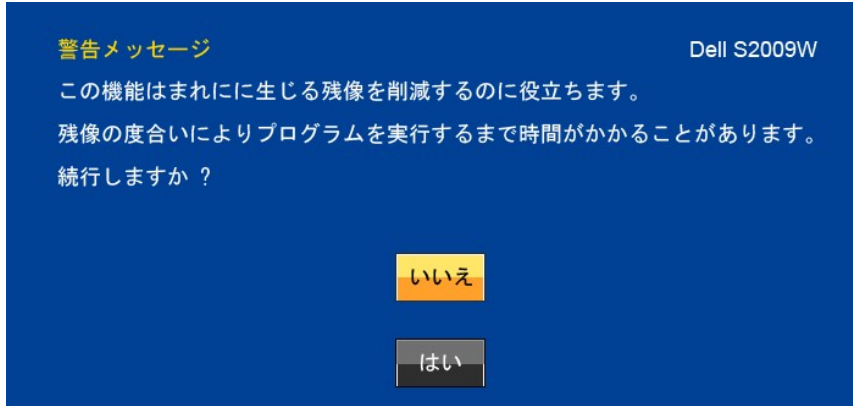 警告メッセージ Dell S2009W
この機能はまれにに生じる残像を削減するのに役立ちます。
残像の度合いによりプログラムを実行するまで時間がかかることがあります。
続行しますか ?
いいえ
はい